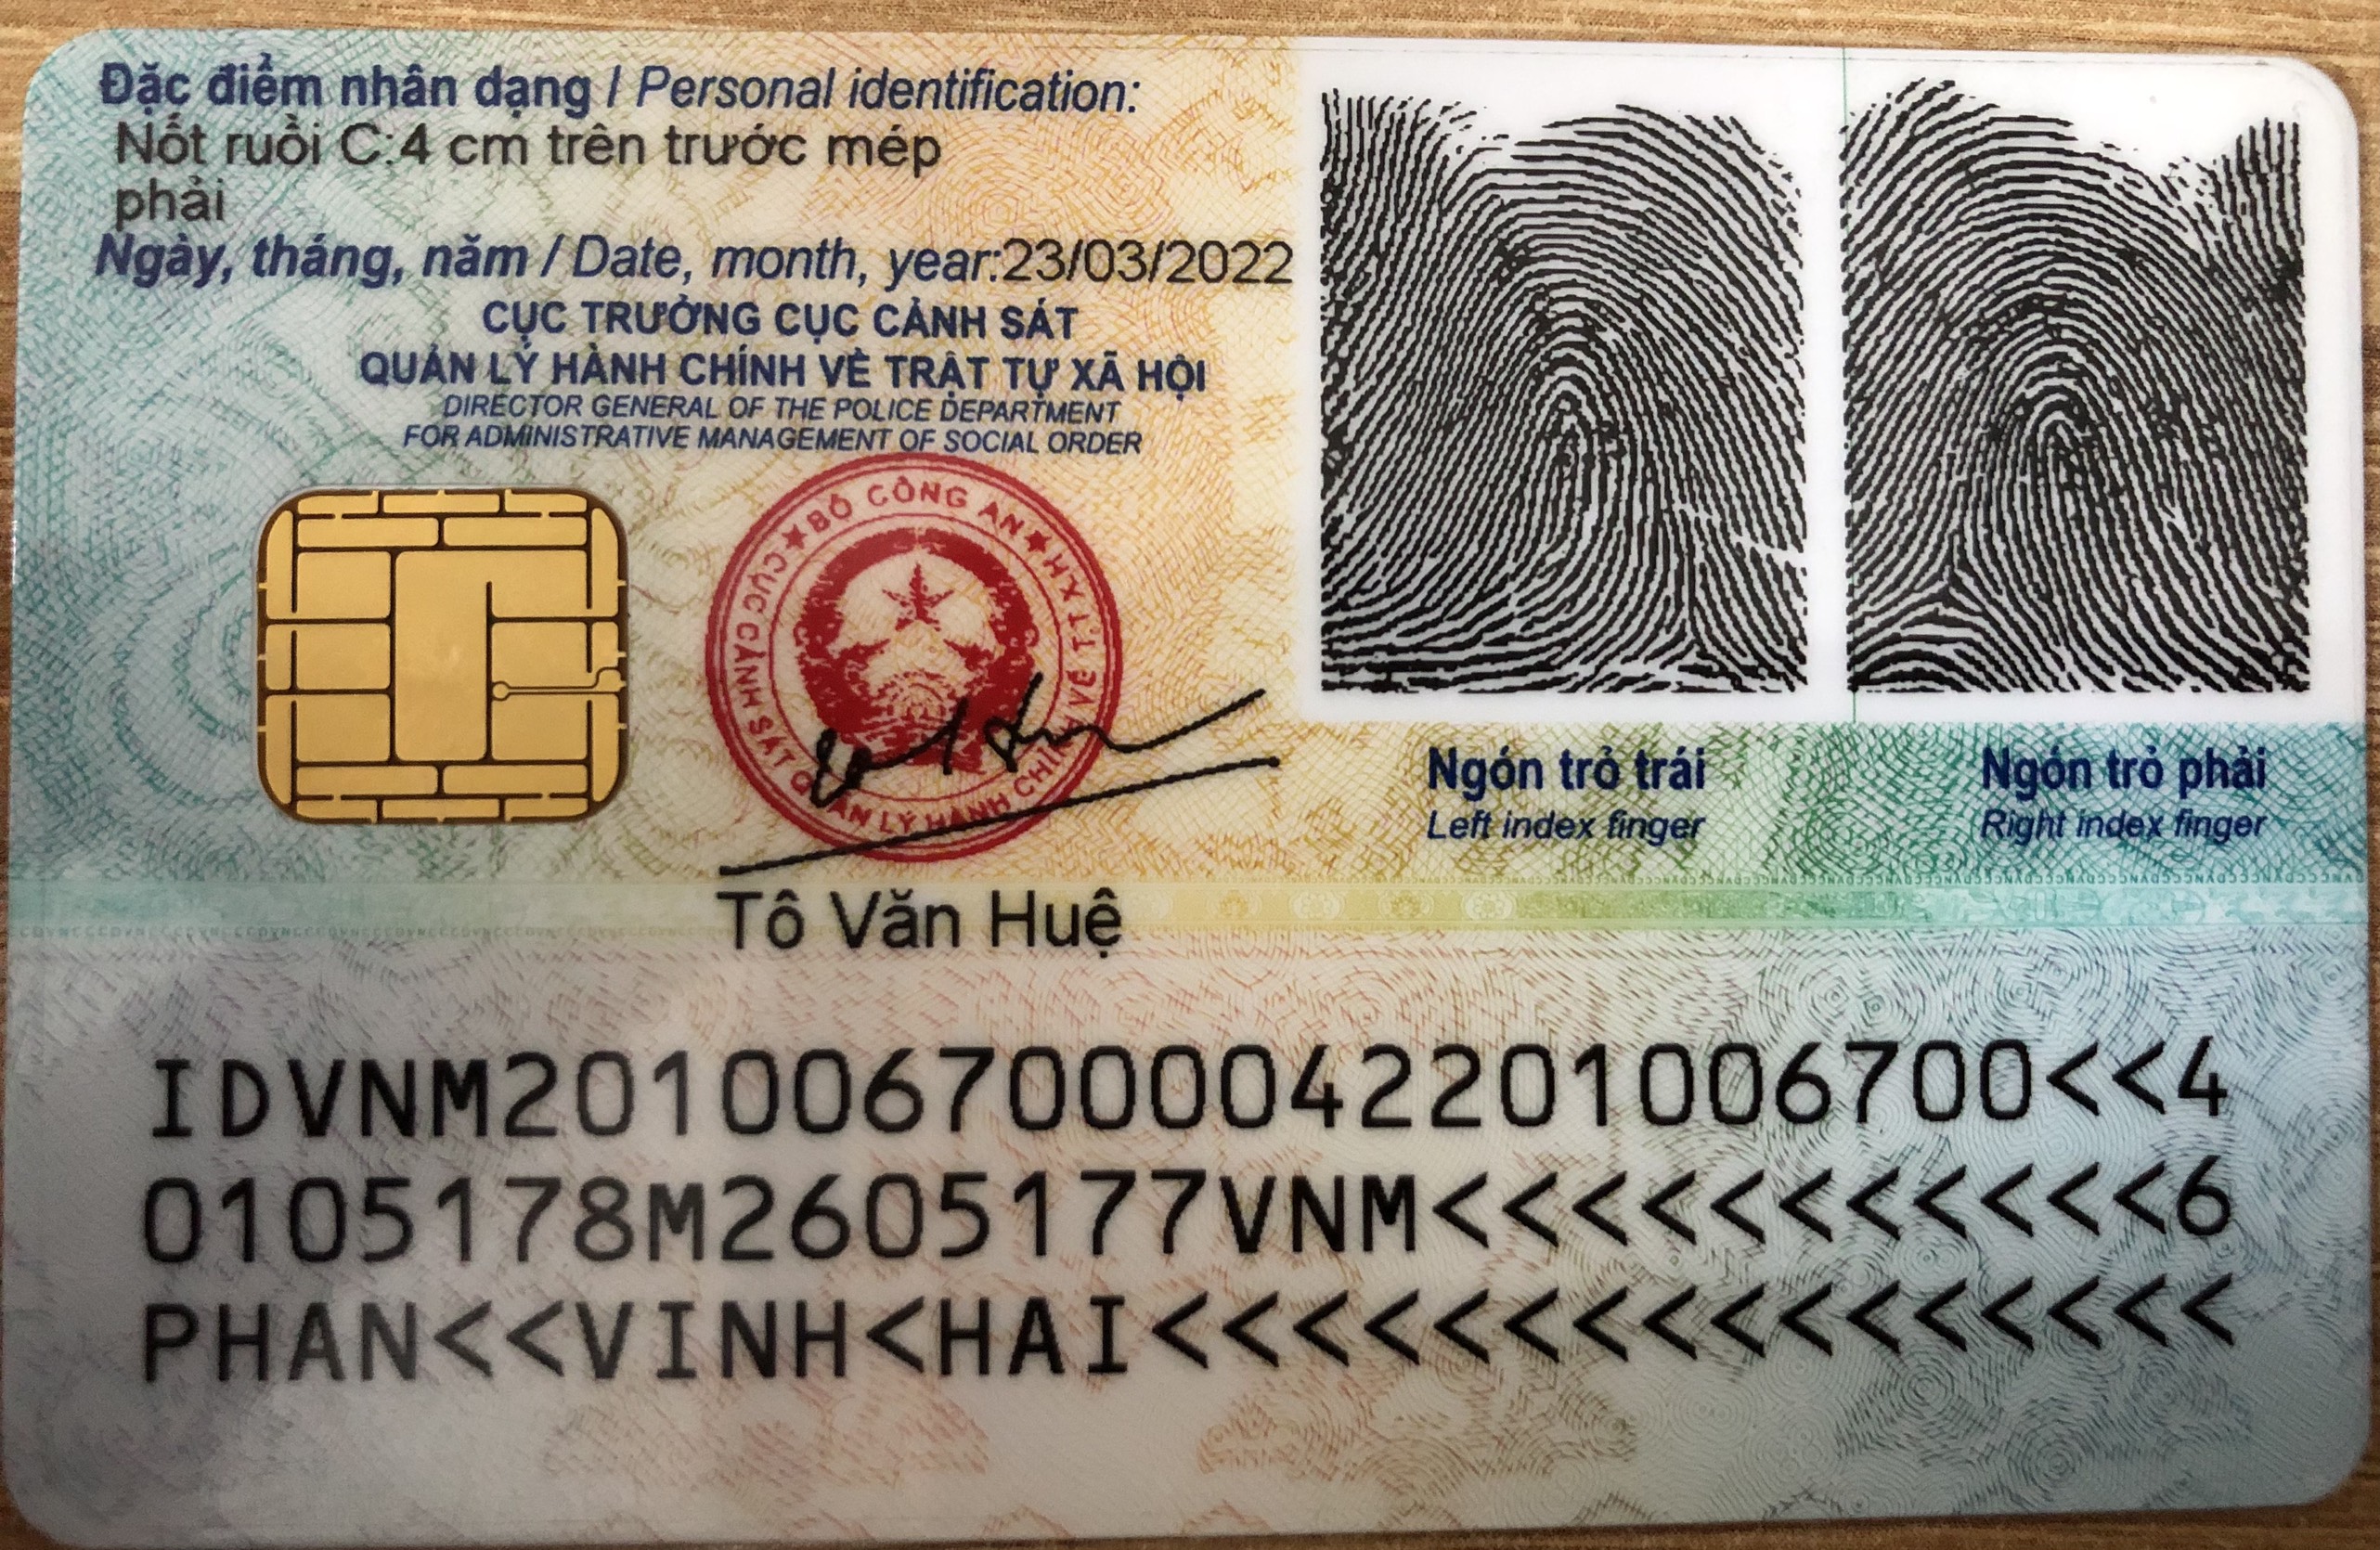 Đặc điểm nhân dạng / Personal identification:
Nốt ruồi C:4 cm trên trước mép
phải
Ngày, tháng, năm / Date, month, year:23/03/2022
CỤC TRƯỞNG CỤC CẢNH SÁT
QUẢN LÝ HÀNH CHÍNH VỀ TRẬT TỰ XÃ HỘI
DIRECTOR GENERAL OF THE POLICE DEPARTMENT
FOR ADMINISTRATIVE MANAGEMENT OF SOCIAL ORDER
BỘ CÔNG AN
CỤC CẢNH SÁT QUẢN LÝ HÀNH CHÍNH VỀ TTXH
Tô Văn Huệ
Ngón trỏ trái
Left index finger
Ngón trỏ phải
Right index finger
IDVNM2010067000042201006700<<4
0105178M2605177VNM<<<<<<<<<<<6
PHAN<<VINH<HAI<<<<<<<<<<<<<<<<